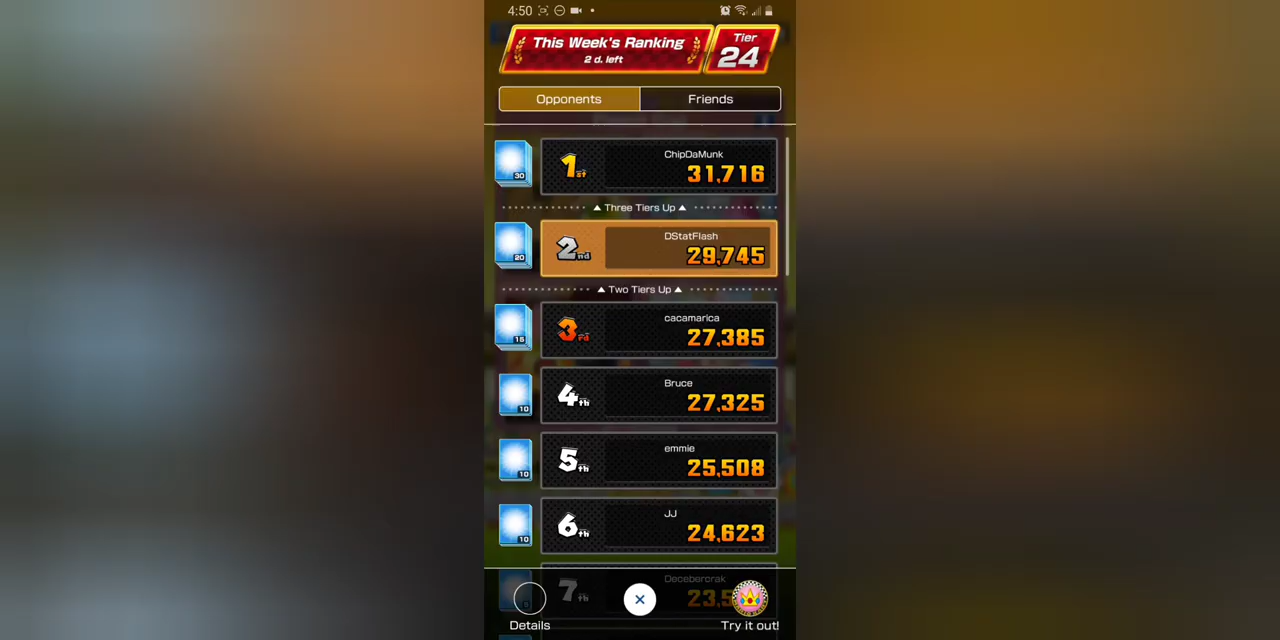 4:50
This Week's Ranking
2 d. left
Tier
24
Opponents
Friends
30
1st
ChipDaMunk
31,716
▲ Three Tiers Up ▲
20
2nd
DStatFlash
29,745
▲ Two Tiers Up ▲
15
3rd
cacamarica
27,385
10
4th
Bruce
27,325
10
5th
emmie
25,508
10
6th
JJ
24,623
7th
Decebercrak
Details
Try it out!